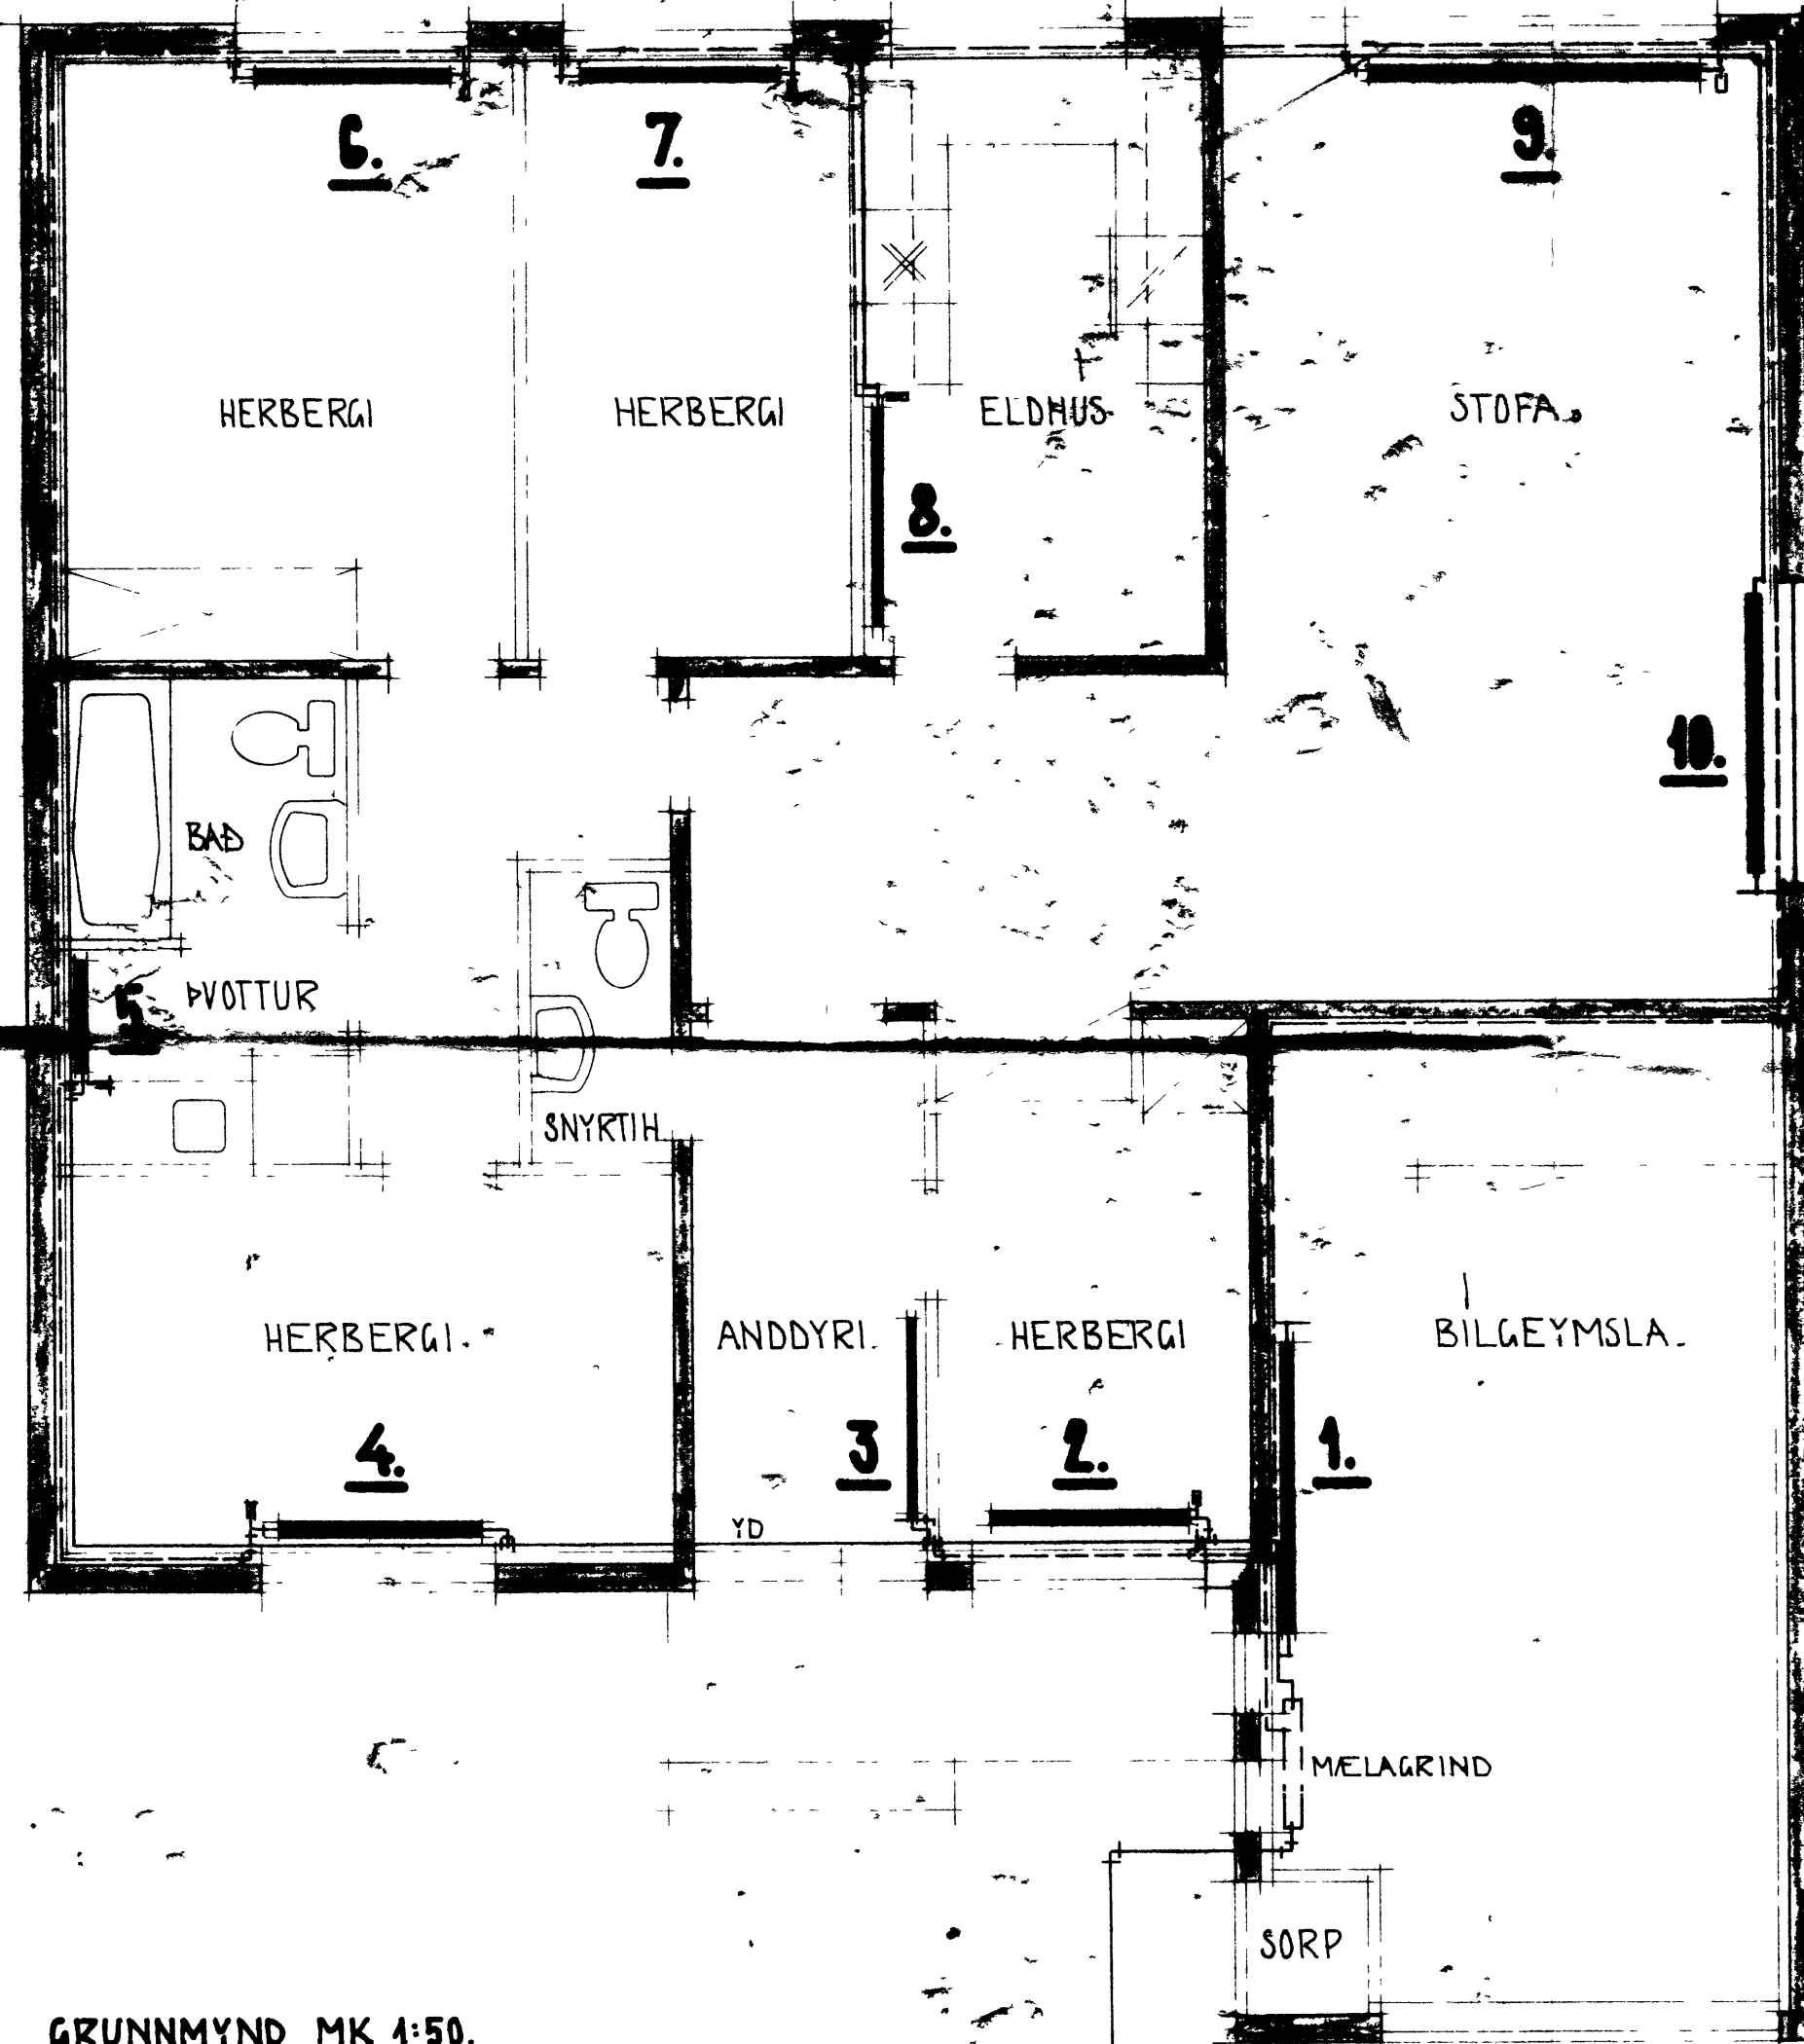 6.
7.
9.
HERBERGI
HERBERGI
ELDHUS
STOFA.
8.
10.
BAÐ
5
ÞVOTTUR
SNYRTIH.
HERBERGI.
ANDDYRI.
HERBERGI
BÍLGEYMSLA.
4.
3
2.
1.
YD
MÆLAGRIND
SORP
GRUNNMYND MK 1:50.